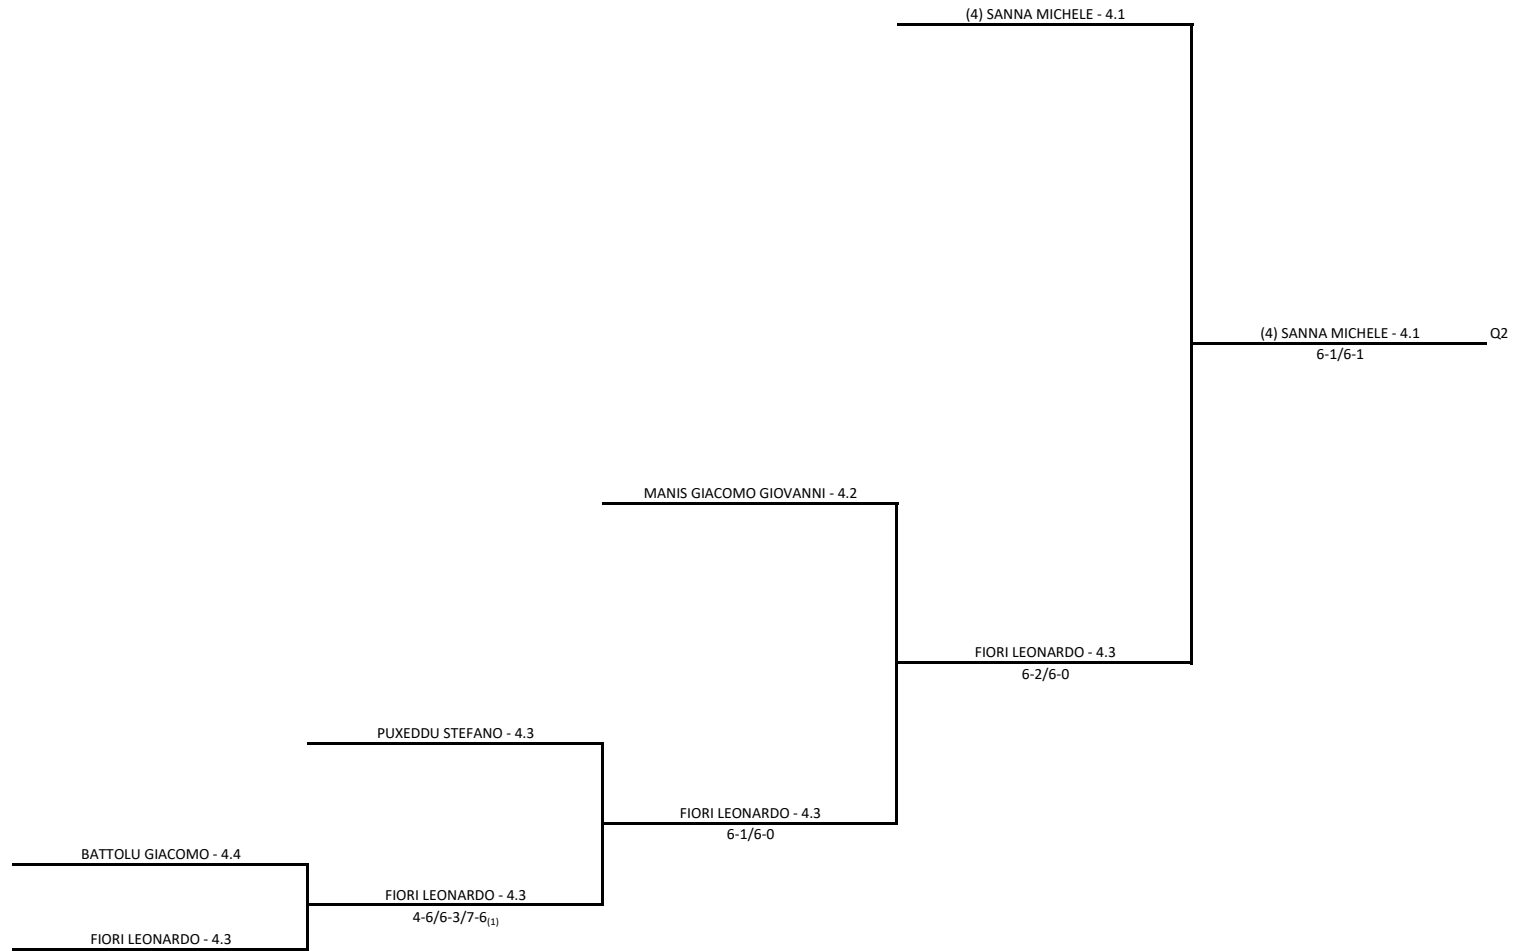 (4) SANNA MICHELE - 4.1
(4) SANNA MICHELE - 4.1
Q2
6-1/6-1
MANIS GIACOMO GIOVANNI - 4.2
FIORI LEONARDO - 4.3
6-2/6-0
PUXEDDU STEFANO - 4.3
FIORI LEONARDO - 4.3
6-1/6-0
BATTOLU GIACOMO - 4.4
FIORI LEONARDO - 4.3
4-6/6-3/7-6(1)
FIORI LEONARDO - 4.3